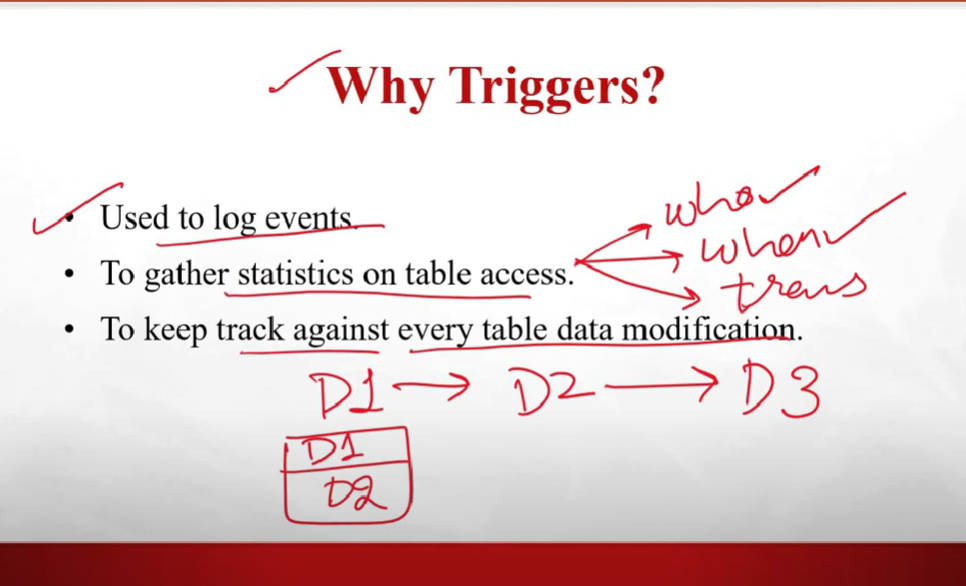 Why Triggers?
• Used to log events.
who
• To gather statistics on table access.
when
trans
• To keep track against every table data modification.
D1 → D2 → D3
D1
D2